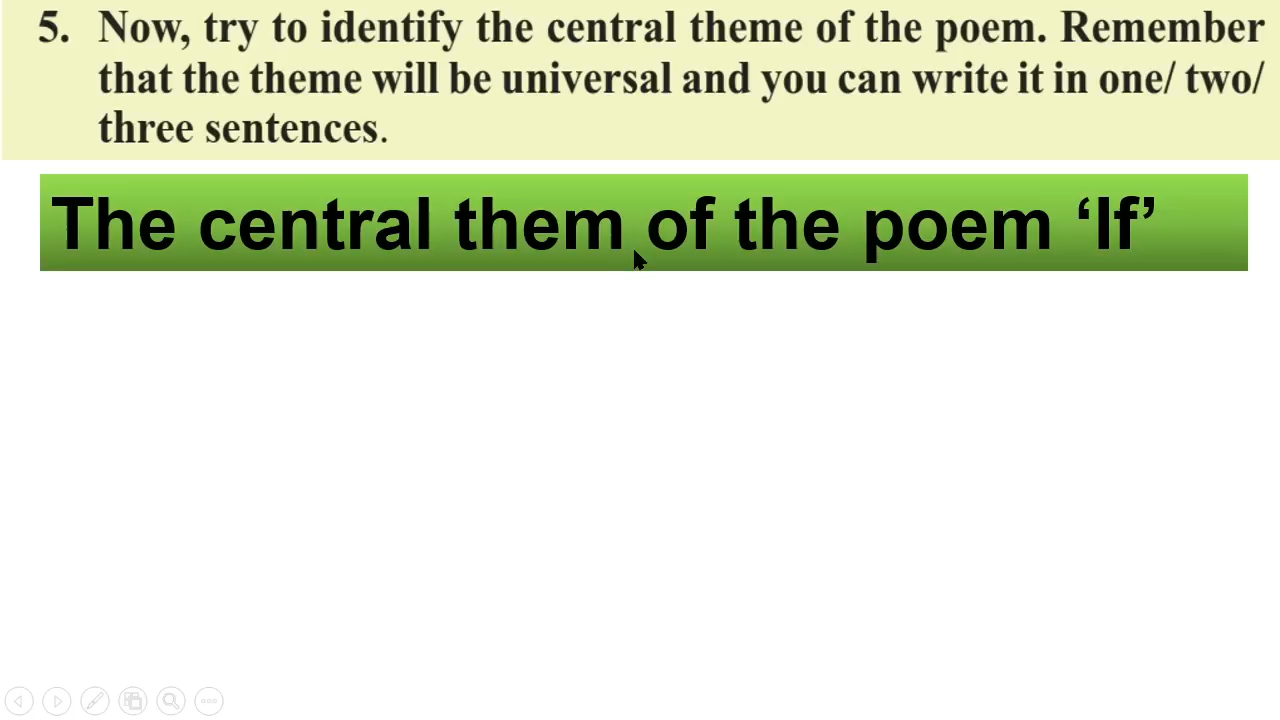 5. Now, try to identify the central theme of the poem. Remember
that the theme will be universal and you can write it in one/ two/
three sentences.
The central them of the poem ‘If’